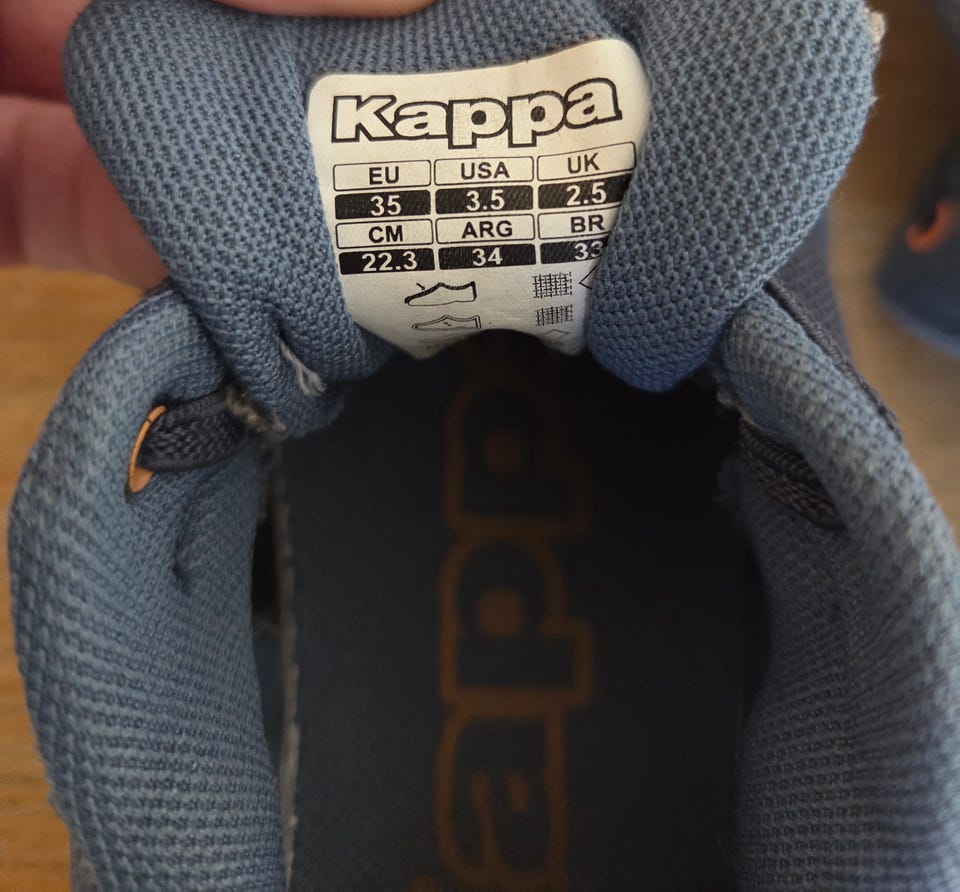 Kappa
EU USA UK
35 3.5 2.5
CM ARG BR
22.3 34 33
Kappa